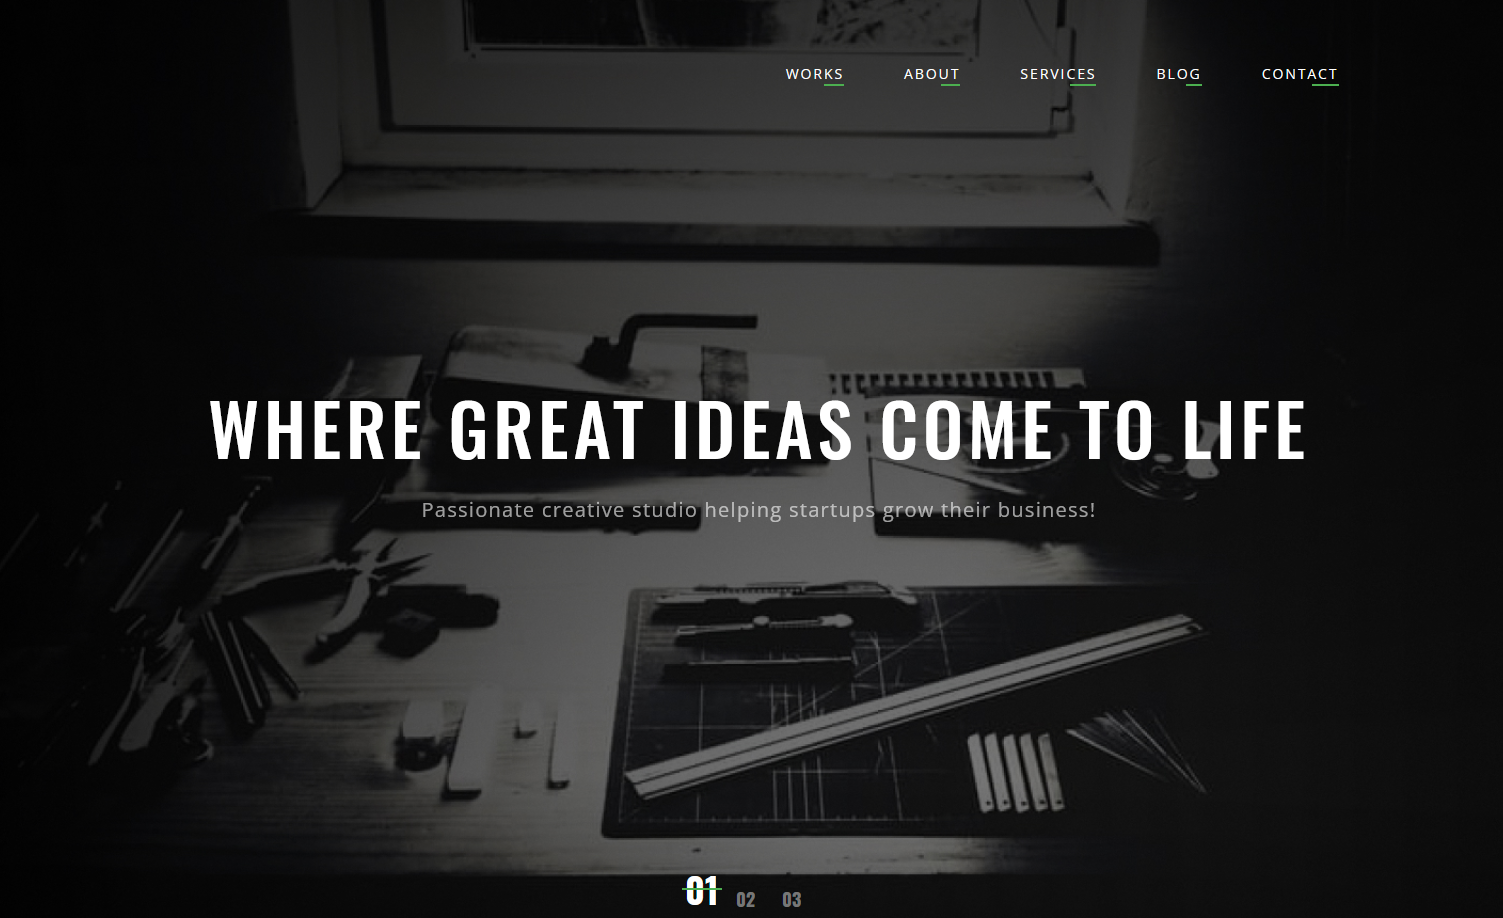 WORKS ABOUT SERVICES BLOG CONTACT
WHERE GREAT IDEAS COME TO LIFE
Passionate creative studio helping startups grow their business!
01 02 03